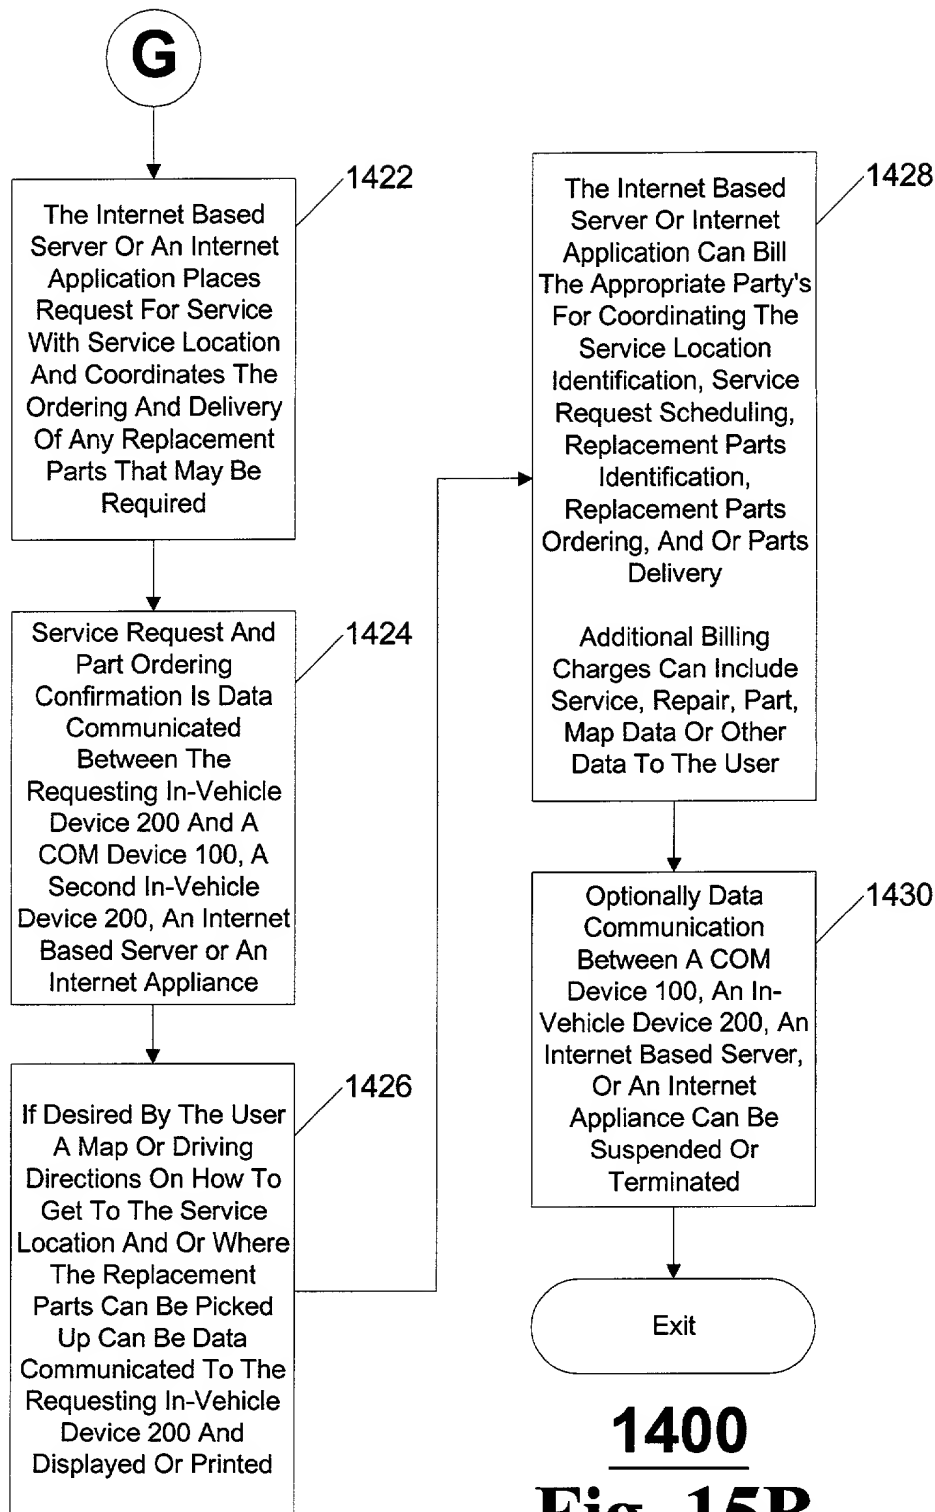 G
1422
The Internet Based
Server Or An Internet
Application Places
Request For Service
With Service Location
And Coordinates The
Ordering And Delivery
Of Any Replacement
Parts That May Be
Required
1424
Service Request And
Part Ordering
Confirmation Is Data
Communicated
Between The
Requesting In-Vehicle
Device 200 And A
COM Device 100, A
Second In-Vehicle
Device 200, An Internet
Based Server or An
Internet Appliance
1426
If Desired By The User
A Map Or Driving
Directions On How To
Get To The Service
Location And Or Where
The Replacement
Parts Can Be Picked
Up Can Be Data
Communicated To The
Requesting In-Vehicle
Device 200 And
Displayed Or Printed
1428
The Internet Based
Server Or Internet
Application Can Bill
The Appropriate Party's
For Coordinating The
Service Location
Identification, Service
Request Scheduling,
Replacement Parts
Identification,
Replacement Parts
Ordering, And Or Parts
Delivery
Additional Billing
Charges Can Include
Service, Repair, Part,
Map Data Or Other
Data To The User
1430
Optionally Data
Communication
Between A COM
Device 100, An In-
Vehicle Device 200, An
Internet Based Server,
Or An Internet
Appliance Can Be
Suspended Or
Terminated
Exit
1400
Fig. 15B